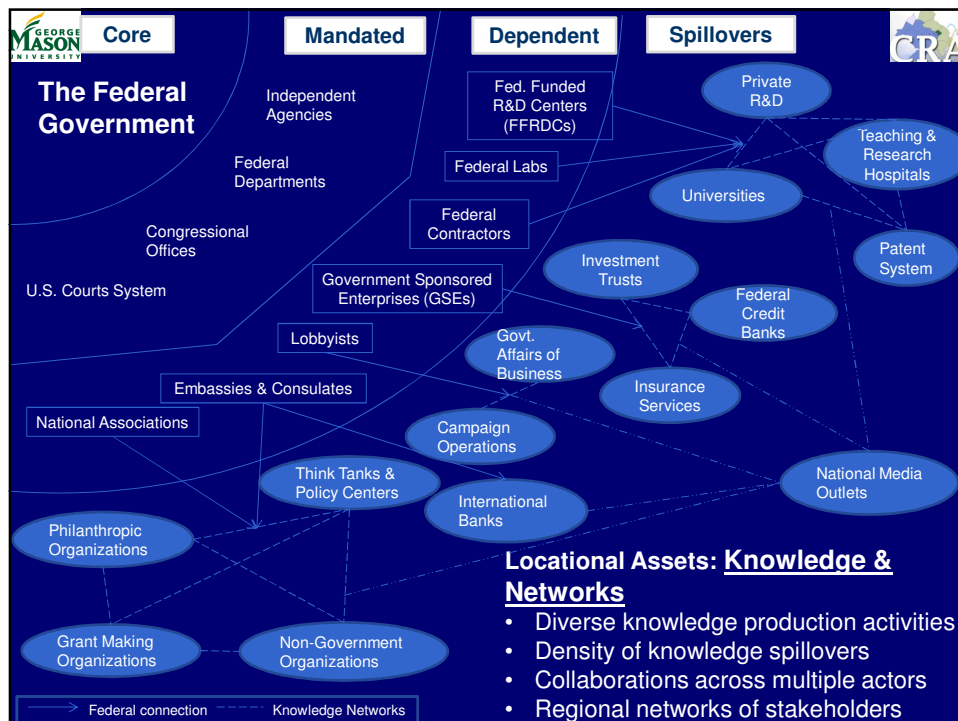 GEORGE
MASON
UNIVERSITY
Core
Mandated
Dependent
Spillovers
CRA
The Federal
Government
Independent
Agencies
Federal
Departments
Congressional
Offices
U.S. Courts System
Fed. Funded
R&D Centers
(FFRDCs)
Federal Labs
Federal
Contractors
Government Sponsored
Enterprises (GSEs)
Lobbyists
Embassies & Consulates
National Associations
Private
R&D
Teaching &
Research
Hospitals
Universities
Patent
System
Investment
Trusts
Federal
Credit
Banks
Insurance
Services
Govt.
Affairs of
Business
Campaign
Operations
Think Tanks &
Policy Centers
International
Banks
National Media
Outlets
Philanthropic
Organizations
Grant Making
Organizations
Non-Government
Organizations
Locational Assets: Knowledge &
Networks
• Diverse knowledge production activities
• Density of knowledge spillovers
• Collaborations across multiple actors
• Regional networks of stakeholders
Federal connection
Knowledge Networks